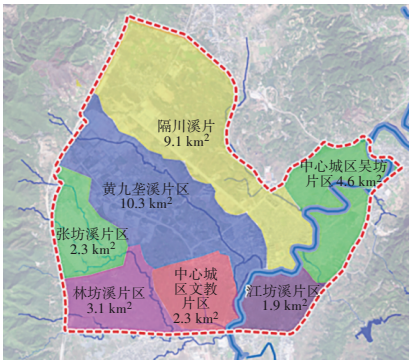 隔川溪片
9.1 km²
中心城区吴坊
片区4.6 km²
黄九垄溪片区
10.3 km²
张坊溪片区
2.3 km²
中心城
区文教
片区
2.3 km²
林坊溪片区
3.1 km²
江坊溪片区
1.9 km²